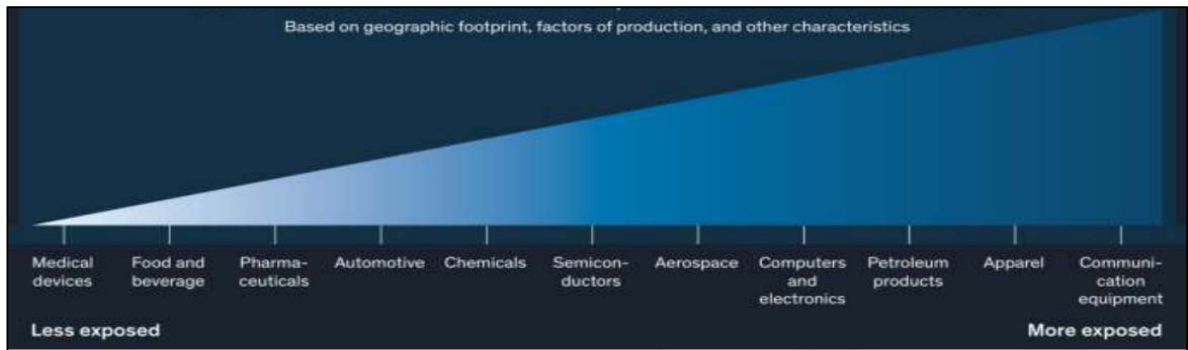 Based on geographic footprint, factors of production, and other characteristics
Medical
devices
Food and
beverage
Pharma-
ceuticals
Automotive
Chemicals
Semicon-
ductors
Aerospace
Computers
and
electronics
Petroleum
products
Apparel
Communi-
cation
equipment
Less exposed
More exposed